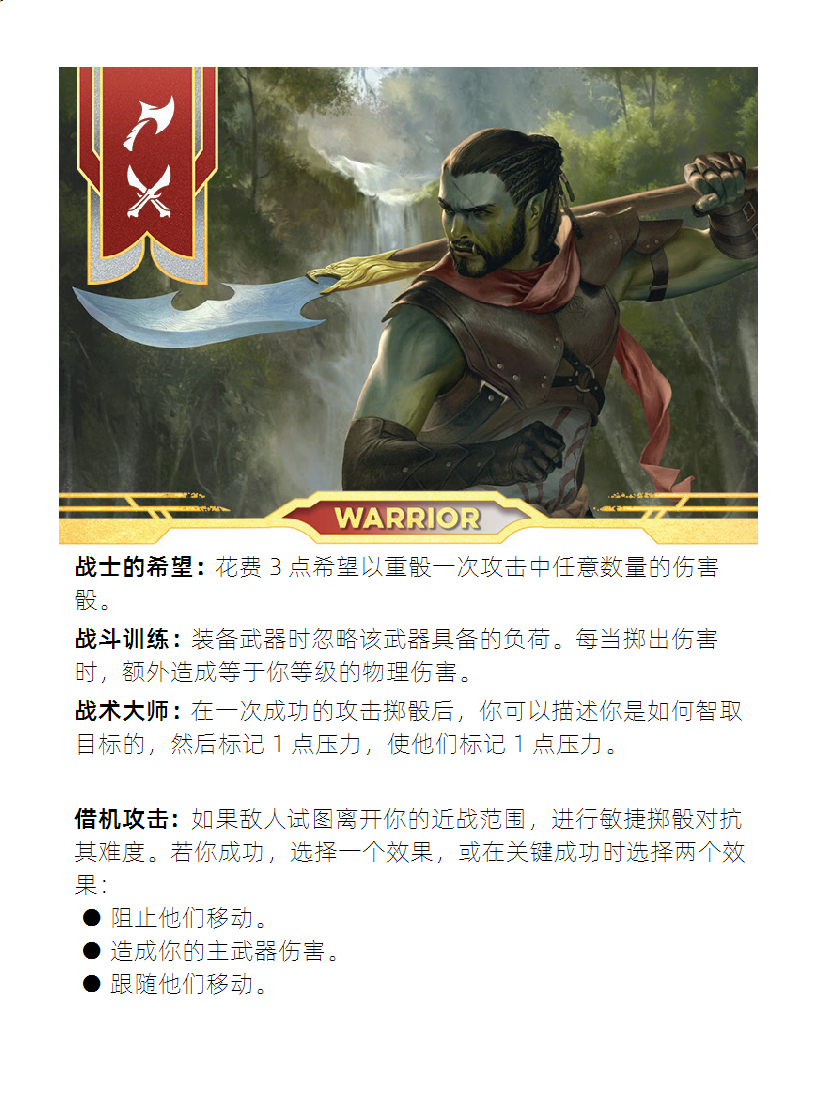 WARRIOR
战士的希望：花费 3 点希望以重骰一次攻击中任意数量的伤害
骰。
战斗训练：装备武器时忽略该武器具备的负荷。每当掷出伤害
时，额外造成等于你等级的物理伤害。
战术大师：在一次成功的攻击掷骰后，你可以描述你是如何智取
目标的，然后标记 1 点压力，使他们标记 1 点压力。
借机攻击：如果敌人试图离开你的近战范围，进行敏捷掷骰对抗
其难度。若你成功，选择一个效果，或在关键成功时选择两个效
果：
● 阻止他们移动。
● 造成你的主武器伤害。
● 跟随他们移动。